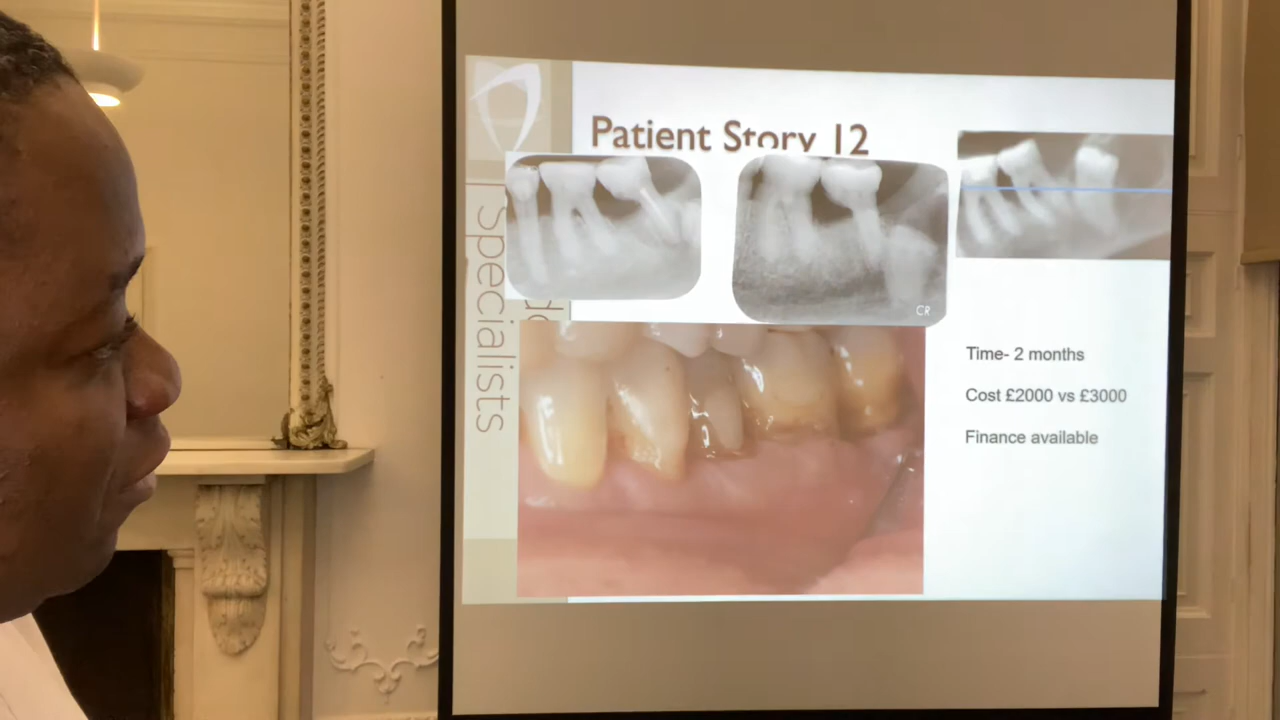 Patient Story 12
Specialists
CR
Time- 2 months
Cost £2000 vs £3000
Finance available